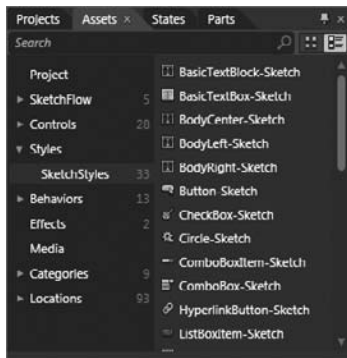 Projects Assets × States Parts
Search
Project
SketchFlow 5
Controls 28
Styles
SketchStyles 33
Behaviors 13
Effects 2
Media
Categories 9
Locations 93
BasicTextBlock-Sketch
BasicTextBox-Sketch
BodyCenter-Sketch
BodyLeft-Sketch
BodyRight-Sketch
Button-Sketch
CheckBox-Sketch
Circle-Sketch
ComboBoxItem-Sketch
ComboBox-Sketch
HyperlinkButton-Sketch
ListBoxItem-Sketch